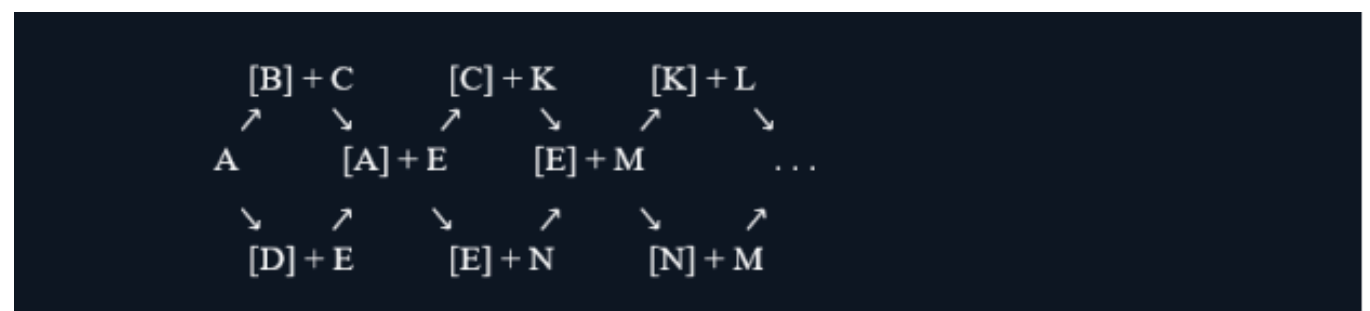 [B] + C [C] + K [K] + L
↗ ↘ ↗ ↘ ↗ ↘
A [A] + E [E] + M . . .
↘ ↗ ↘ ↗ ↘ ↗
[D] + E [E] + N [N] + M